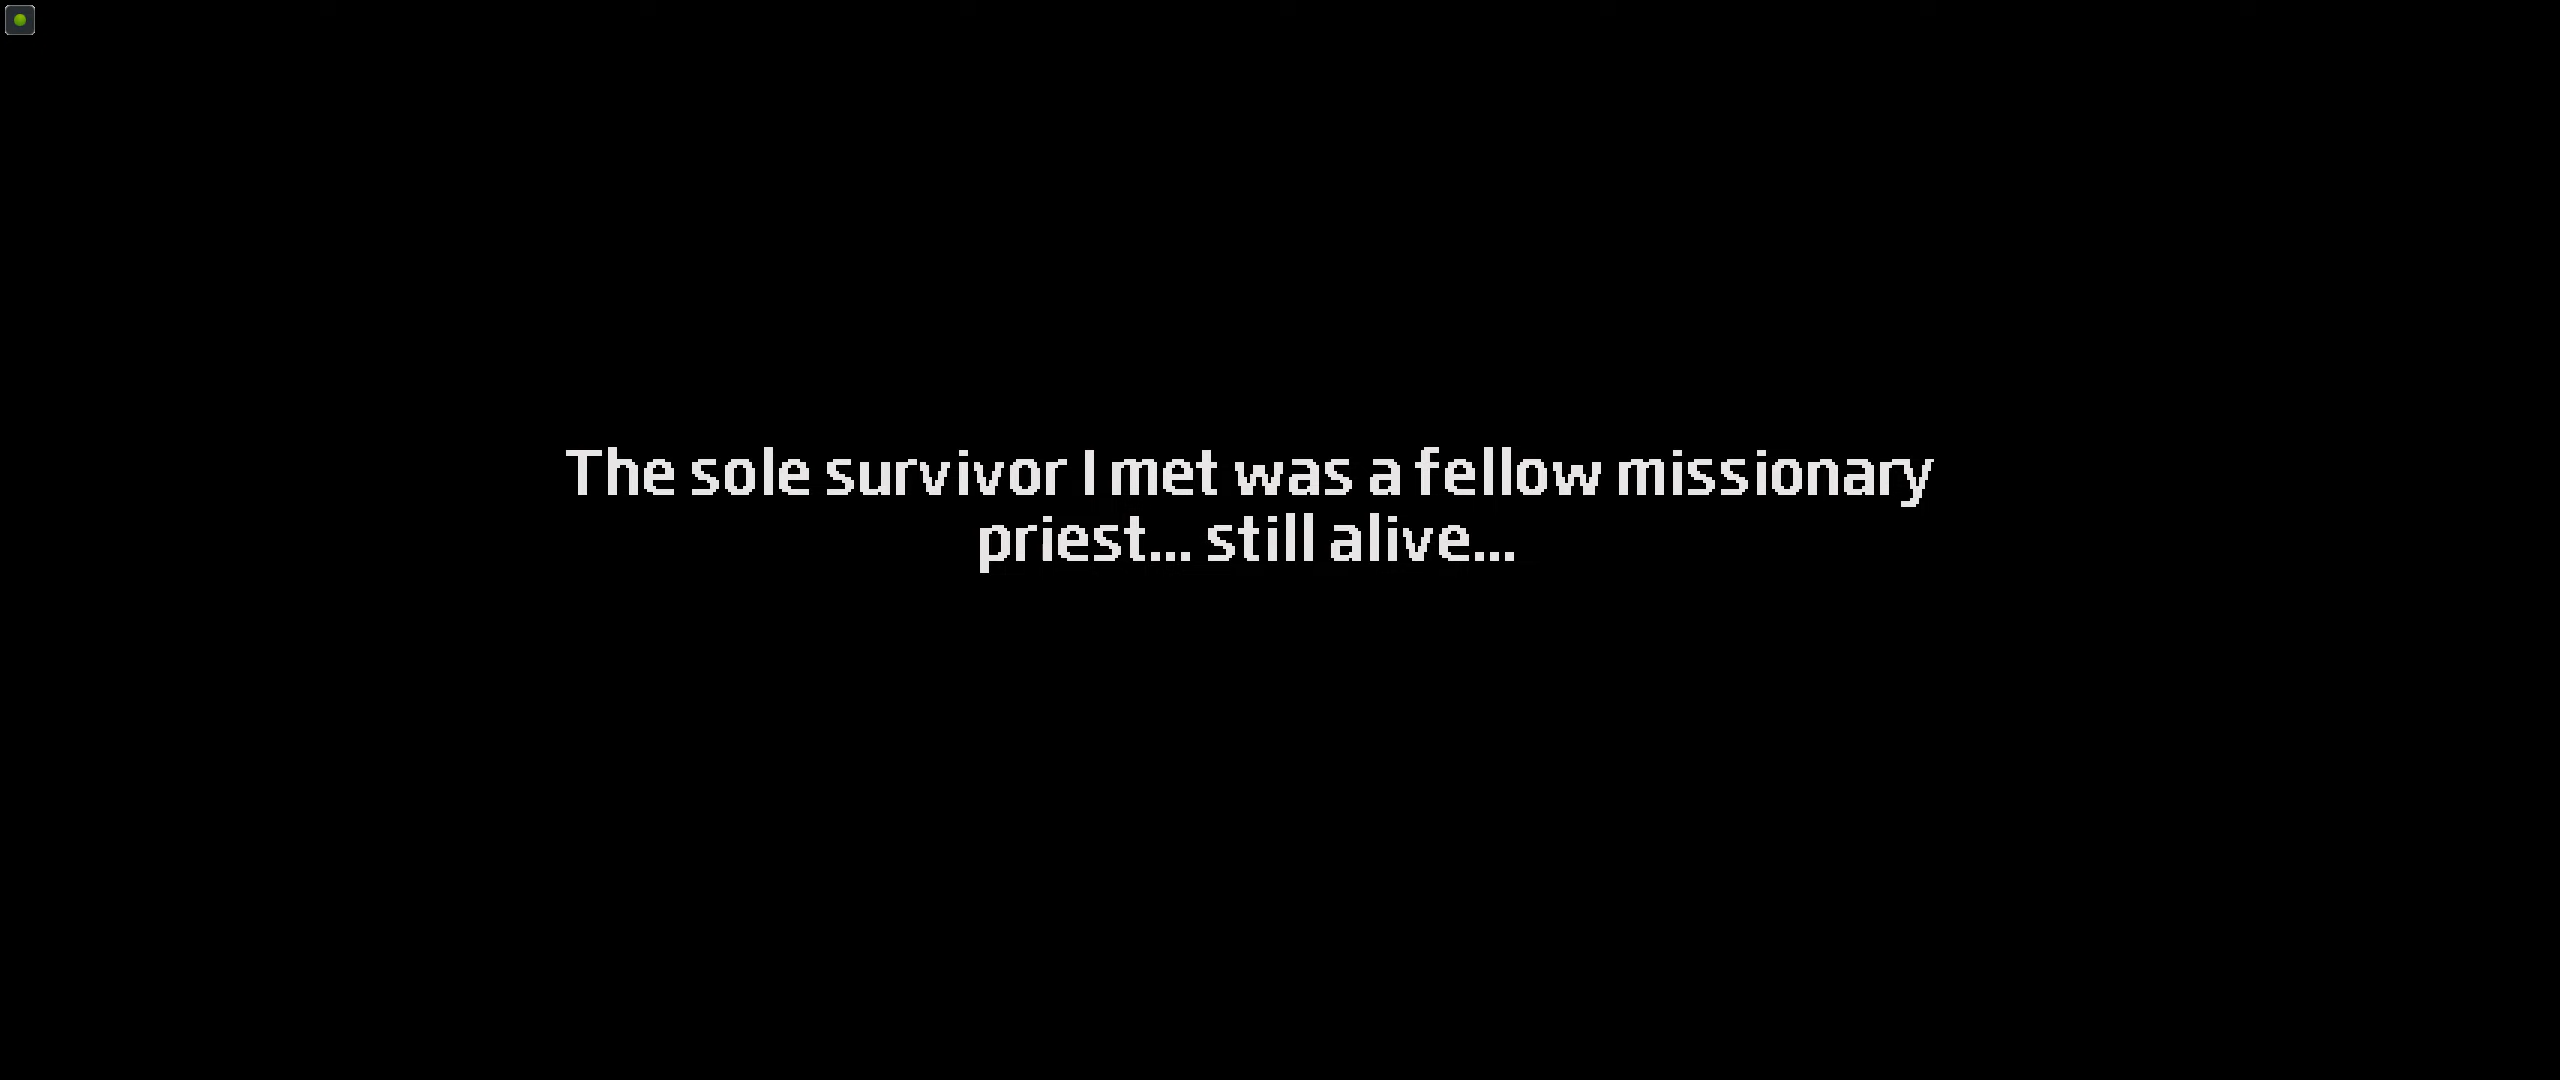 The sole survivor I met was a fellow missionary
priest... still alive...